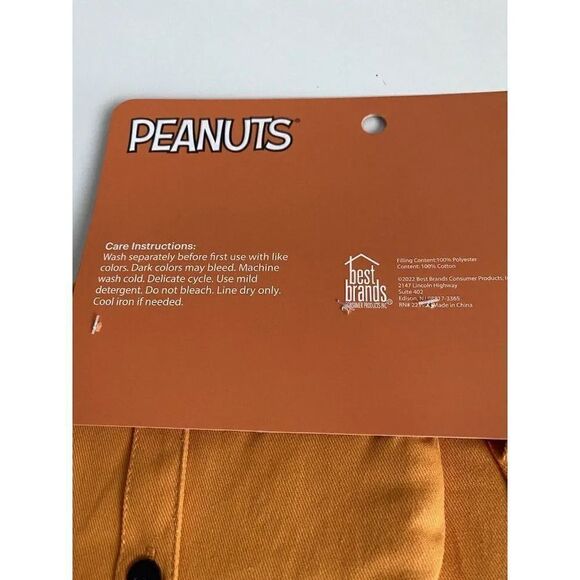 PEANUTS
Care Instructions:
Wash separately before first use with like
colors. Dark colors may bleed. Machine
wash cold. Delicate cycle. Use mild
detergent. Do not bleach. Line dry only.
Cool iron if needed.
best
brands®
CONSUMER PRODUCTS INC
Filling Content:100% Polyester
Content: 100% Cotton
©2022 Best Brands Consumer Products,
2147 Lincoln Highway
Suite 402
Edison, NJ
RN# Made in China